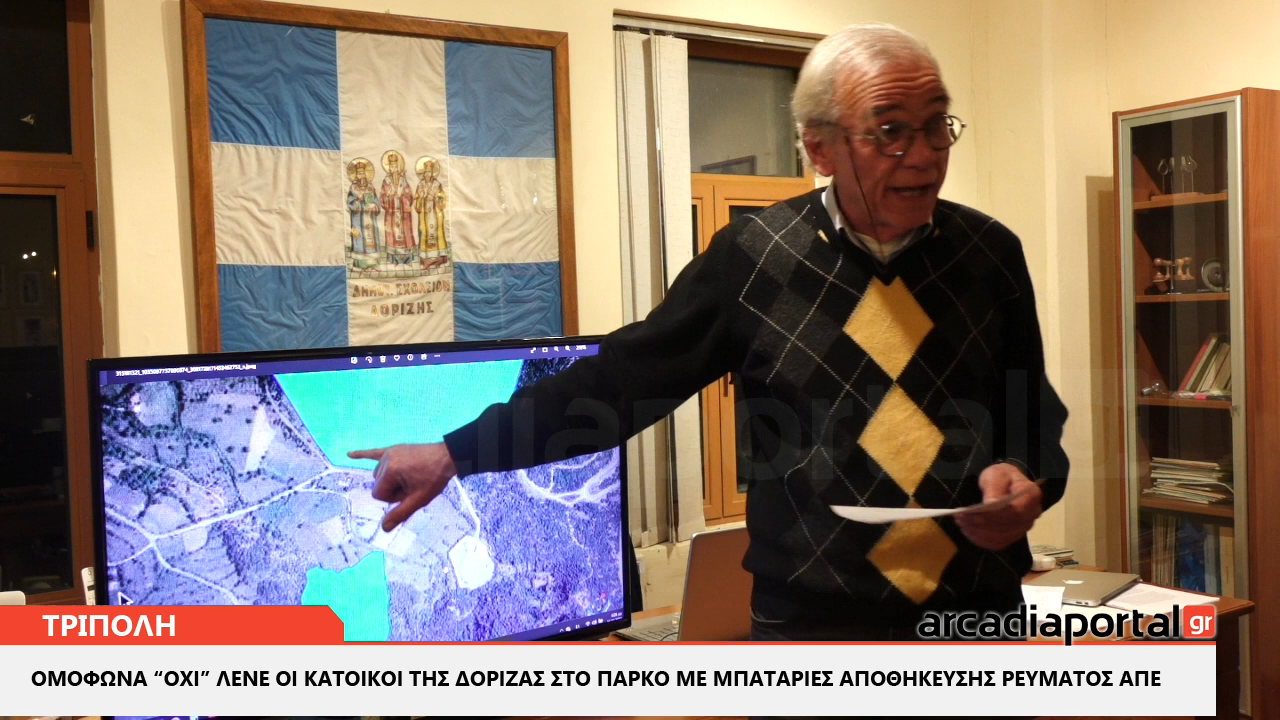 ΔΗΜΟΤ. ΣΧΟΛΕΙΟΝ
ΔΟΡΙΖΗΣ
arcadiaportal
ΤΡΙΠΟΛΗ
arcadiaportal gr
ΟΜΟΦΩΝΑ “ΟΧΙ” ΛΕΝΕ ΟΙ ΚΑΤΟΙΚΟΙ ΤΗΣ ΔΟΡΙΖΑΣ ΣΤΟ ΠΑΡΚΟ ΜΕ ΜΠΑΤΑΡΙΕΣ ΑΠΟΘΗΚΕΥΣΗΣ ΡΕΥΜΑΤΟΣ ΑΠΕ